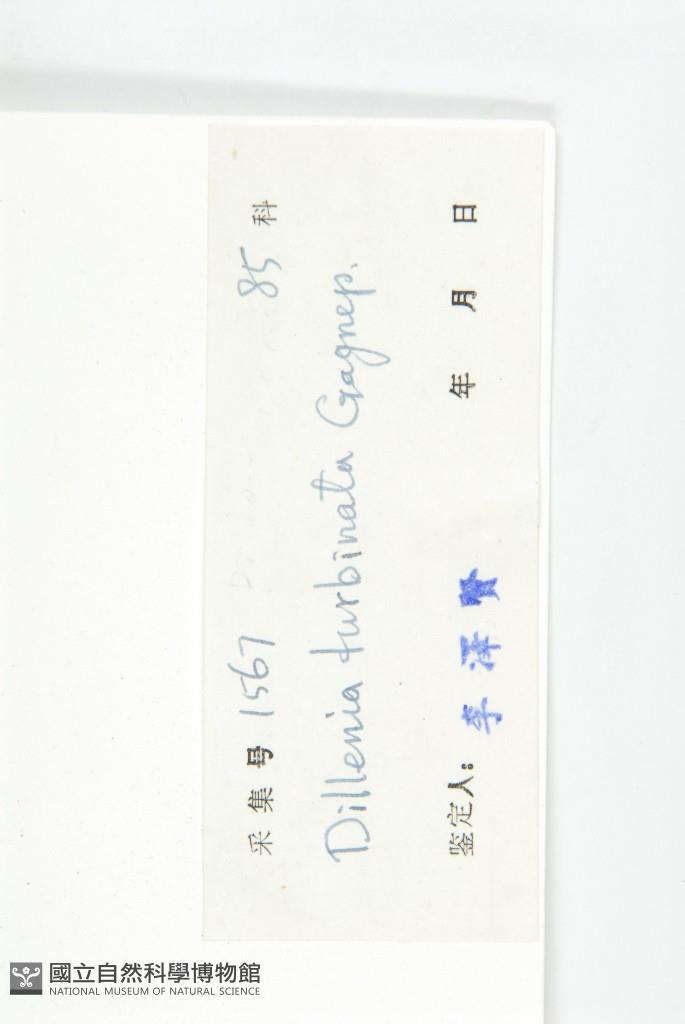 采集号 1567 85 科
Dillenia turbinata Gagnep.
鉴定人: 李泽贤 年 月 日
國立自然科學博物館
NATIONAL MUSEUM OF NATURAL SCIENCE